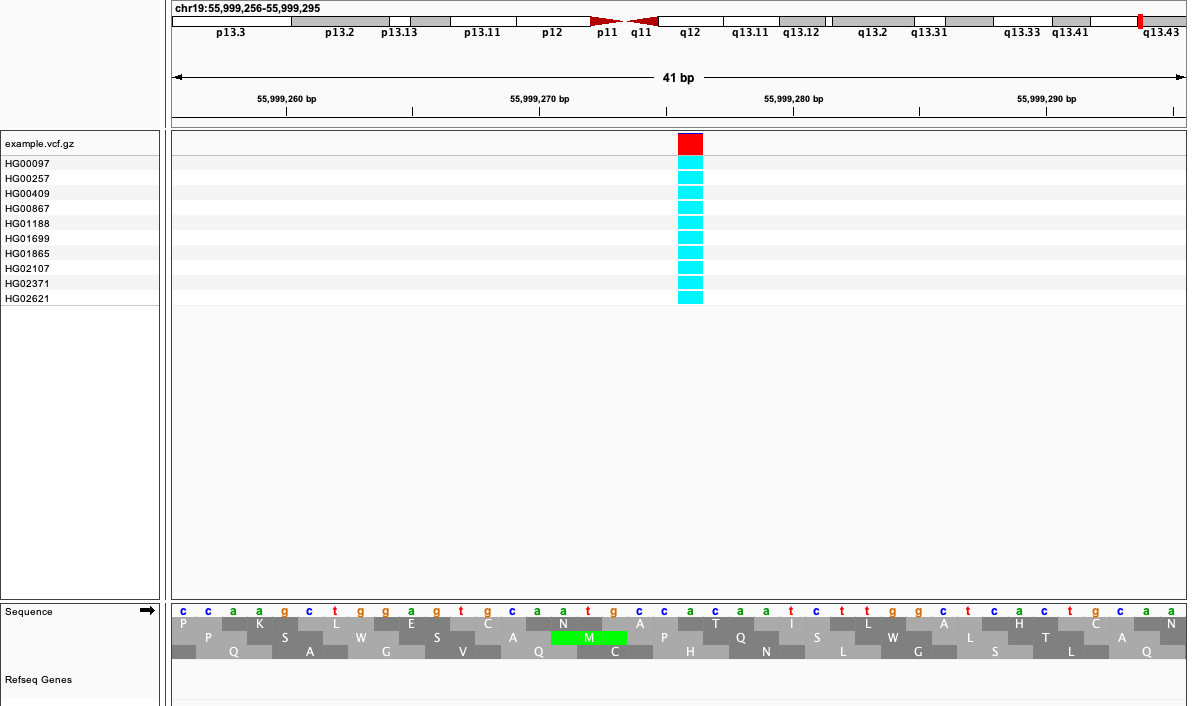 chr19:55,999,256-55,999,295
p13.3 p13.2 p13.13 p13.11 p12 p11 q11 q12 q13.11 q13.12 q13.2 q13.31 q13.33 q13.41 q13.43
41 bp
55,999,260 bp 55,999,270 bp 55,999,280 bp 55,999,290 bp
example.vcf.gz
HG00097
HG00257
HG00409
HG00867
HG01188
HG01699
HG01865
HG02107
HG02371
HG02621
Sequence c c a a g c t g g a g t g c a a t g c c a c a a t c t t g g c t c a c t g c a a
P K L E C N A T I L A H C N
P S W S A M P Q S W L T A
Q A G V Q C H N L G S L Q
Refseq Genes